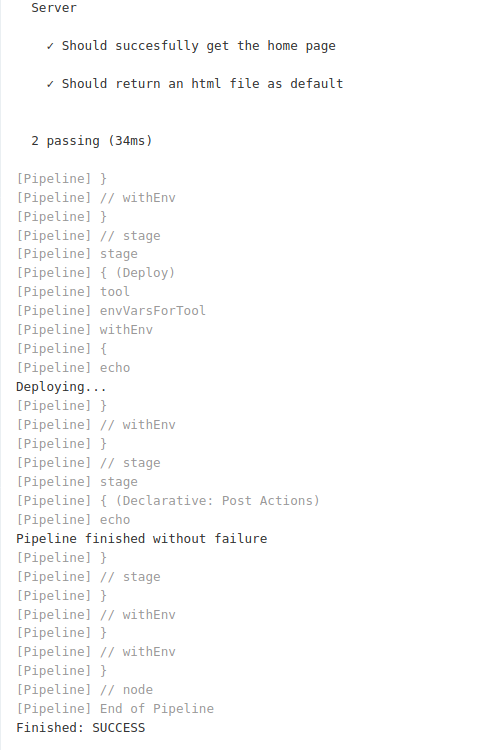 Server
✓ Should succesfully get the home page
✓ Should return an html file as default
2 passing (34ms)
[Pipeline] }
[Pipeline] // withEnv
[Pipeline] }
[Pipeline] // stage
[Pipeline] stage
[Pipeline] { (Deploy)
[Pipeline] tool
[Pipeline] envVarsForTool
[Pipeline] withEnv
[Pipeline] {
[Pipeline] echo
Deploying...
[Pipeline] }
[Pipeline] // withEnv
[Pipeline] }
[Pipeline] // stage
[Pipeline] stage
[Pipeline] { (Declarative: Post Actions)
[Pipeline] echo
Pipeline finished without failure
[Pipeline] }
[Pipeline] // stage
[Pipeline] }
[Pipeline] // withEnv
[Pipeline] }
[Pipeline] // withEnv
[Pipeline] }
[Pipeline] // node
[Pipeline] End of Pipeline
Finished: SUCCESS